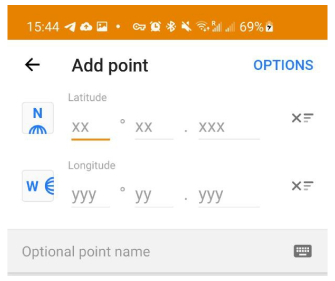 15:44 69%
← Add point OPTIONS
Latitude
N xx ° xx . xxx
Longitude
W yyy ° yy . yyy
Optional point name